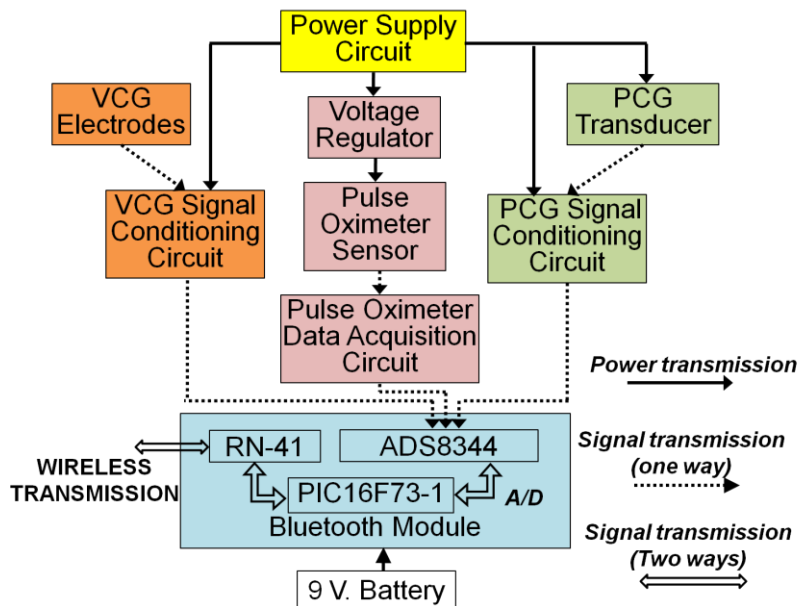 Power Supply
Circuit
VCG
Electrodes
Voltage
Regulator
PCG
Transducer
VCG Signal
Conditioning
Circuit
Pulse
Oximeter
Sensor
PCG Signal
Conditioning
Circuit
Pulse Oximeter
Data Acquisition
Circuit
Power transmission
RN-41
ADS8344
Signal transmission
(one way)
WIRELESS
TRANSMISSION
PIC16F73-1
A/D
Bluetooth Module
Signal transmission
(Two ways)
9 V. Battery